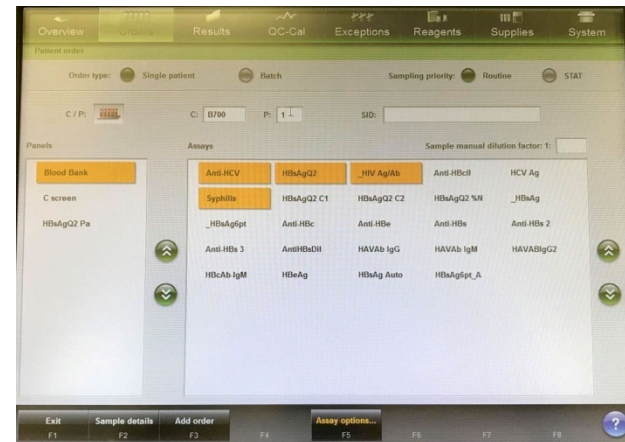 Overview Orders Results QC-Cal Exceptions Reagents Supplies System
Patient order
Order type: Single patient Batch Sampling priority: Routine STAT
C / P: C: B700 P: 1 SID:
Panels Assays Sample manual dilution factor: 1:
Blood Bank Anti-HCV HBsAgQ2 _HIV Ag/Ab Anti-HBcII HCV Ag
C screen Syphilis HBsAgQ2 C1 HBsAgQ2 C2 HBsAgQ2 %N _HBsAg
HBsAgQ2 Pa _HBsAg6pt Anti-HBc Anti-HBe Anti-HBs Anti-HBs 2
Anti-HBs 3 AntiHBsDil HAVAb IgG HAVAb IgM HAVABIgG2
HBcAb IgM HBeAg HBsAg Auto HBsAg6pt_A
Exit Sample details Add order Assay options... ?
F1 F2 F3 F4 F5 F6 F7 F8